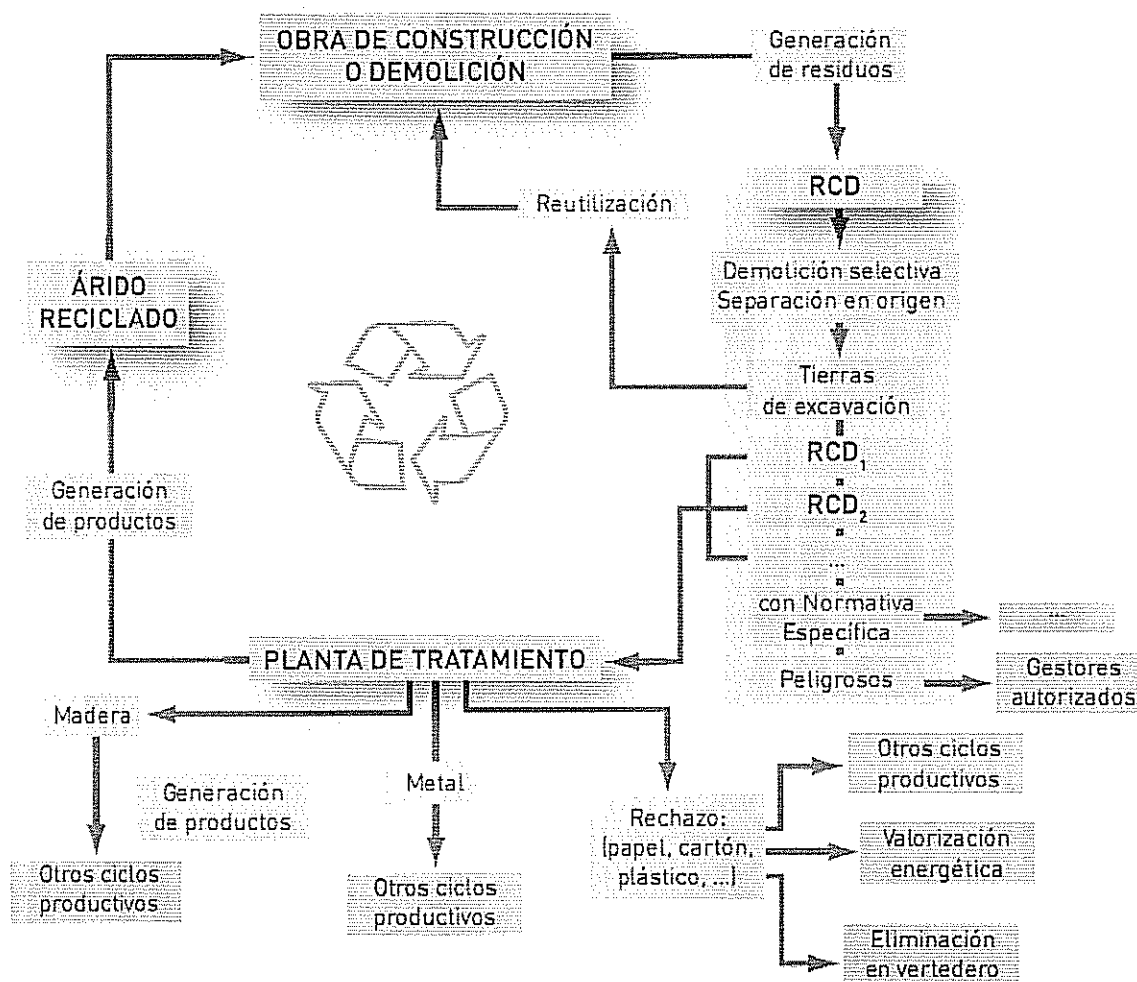 OBRA DE CONSTRUCCIÓN
O DEMOLICIÓN
Generación
de residuos
RCD
Reutilización
Demolición selectiva
Separación en origen
ÁRIDO
RECICLADO
Tierras
de excavación
RCD1
Generación
de productos
RCD2
...
con Normativa
Específica
...
PLANTA DE TRATAMIENTO
Peligrosos
Gestores
autorizados
Madera
Otros ciclos
productivos
Metal
Generación
de productos
Rechazo:
(papel, cartón,
plástico, ...)
Valorización
energética
Otros ciclos
productivos
Otros ciclos
productivos
Eliminación
en vertedero